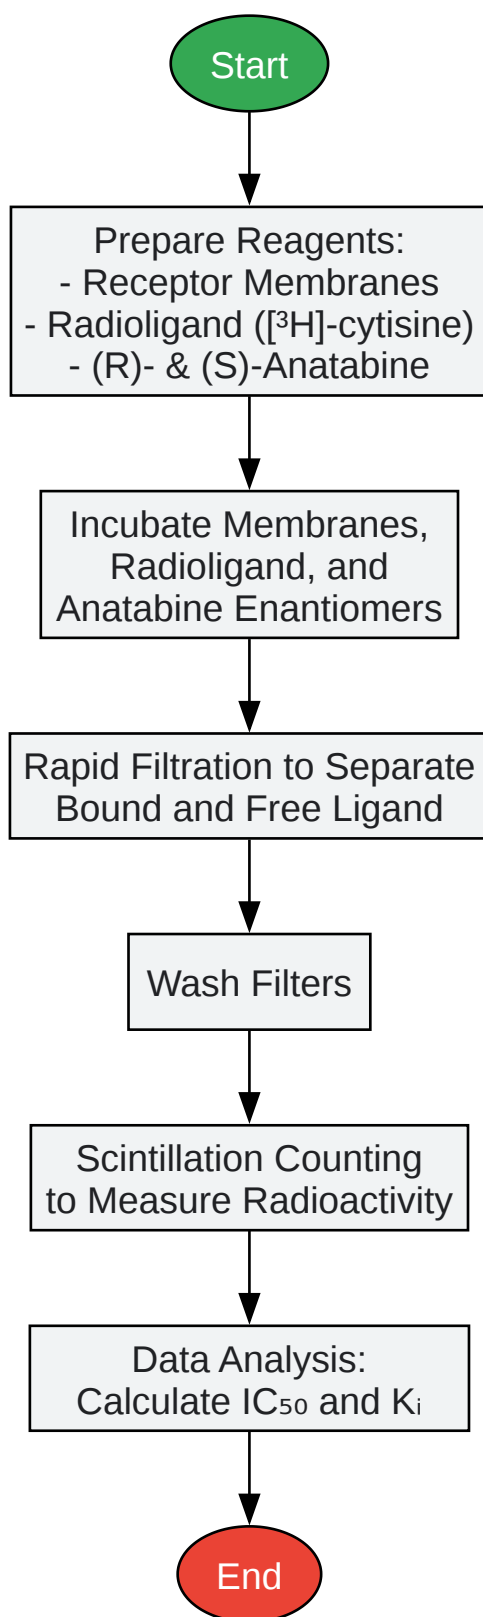 Start
Prepare Reagents:
- Receptor Membranes
- Radioligand ([³H]-cytisine)
- (R)- & (S)-Anatabine
Incubate Membranes,
Radioligand, and
Anatabine Enantiomers
Rapid Filtration to Separate
Bound and Free Ligand
Wash Filters
Scintillation Counting
to Measure Radioactivity
Data Analysis:
Calculate IC₅₀ and Kᵢ
End